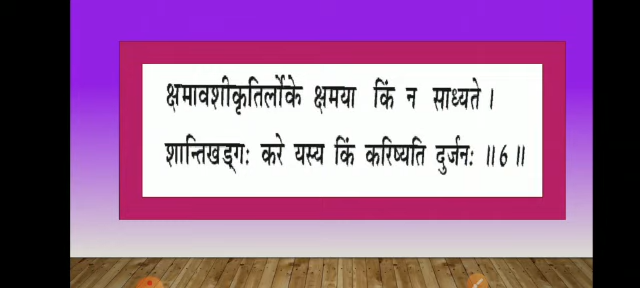 क्षमावशीकृतिर्लोके क्षमया किं न साध्यते ।
शान्तिखड्गः करे यस्य किं करिष्यति दुर्जनः ॥6॥